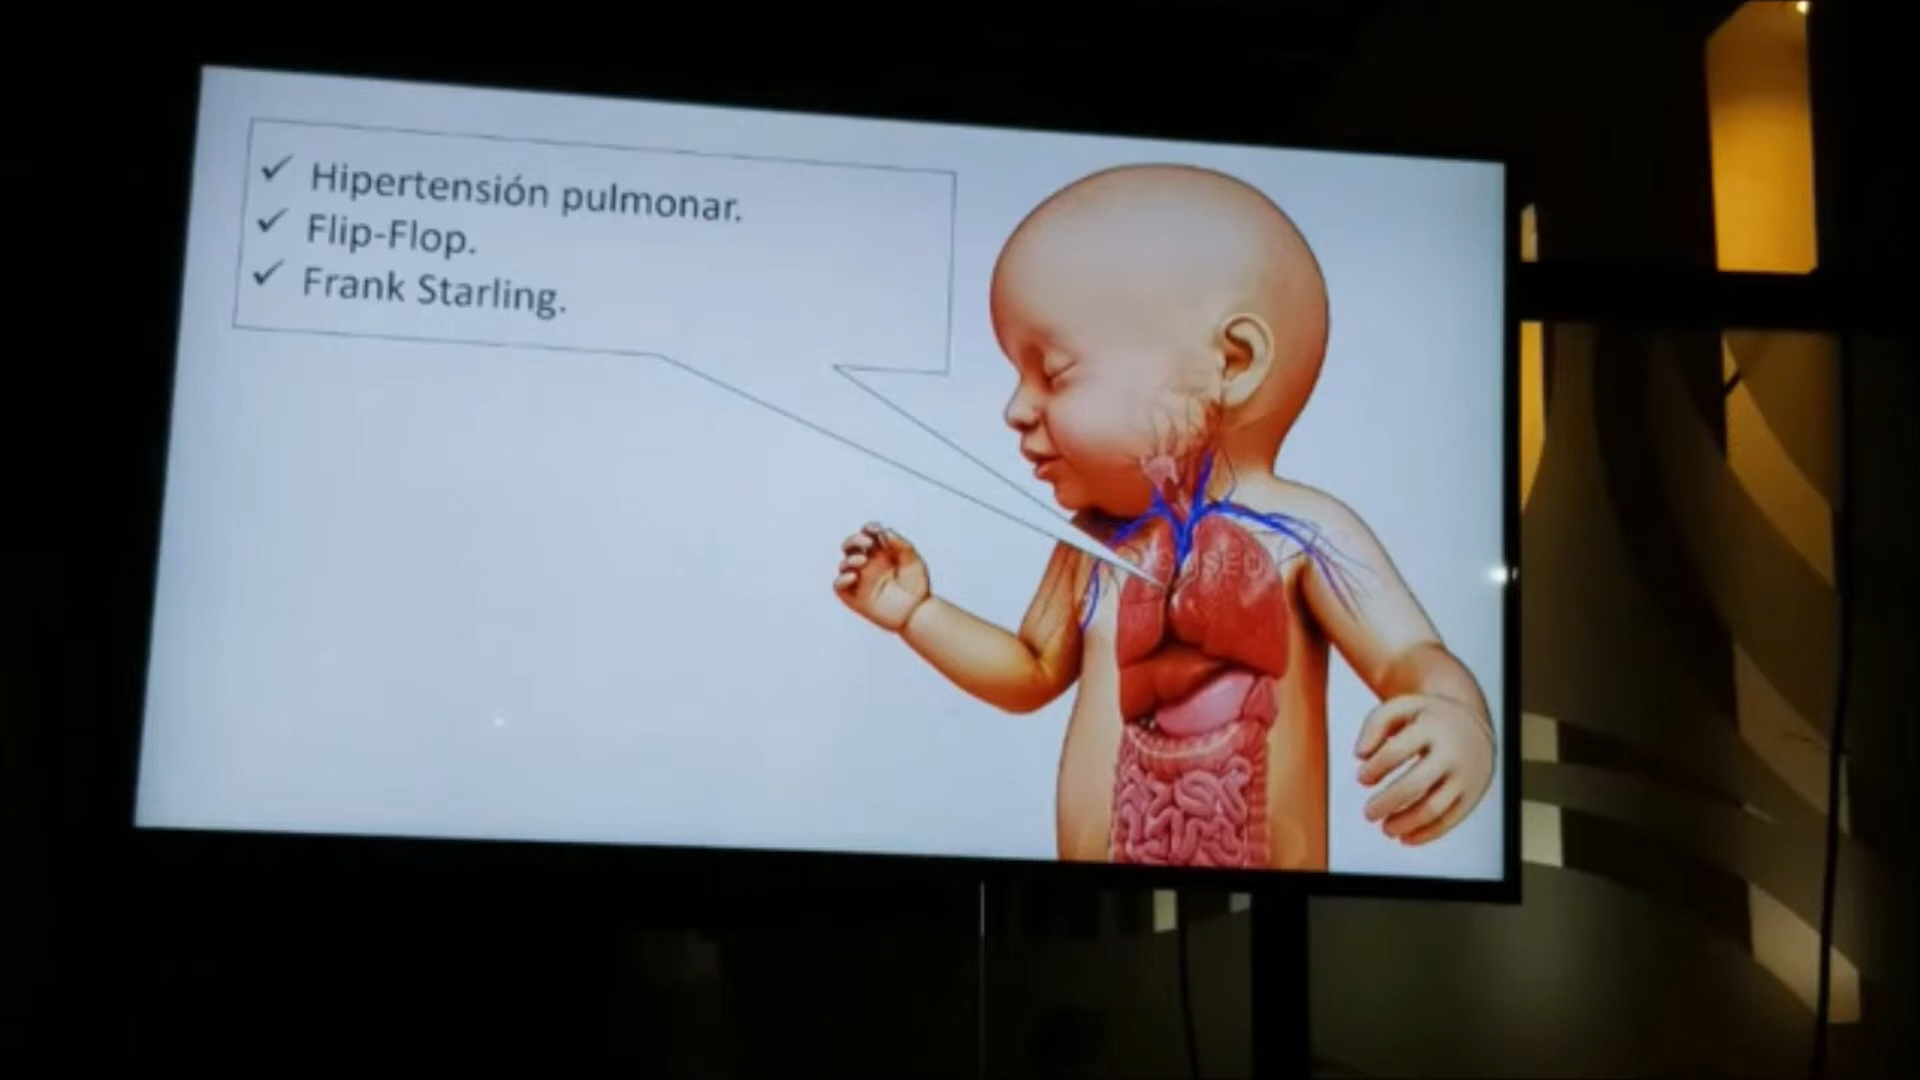 ✓ Hipertensión pulmonar.
✓ Flip-Flop.
✓ Frank Starling.